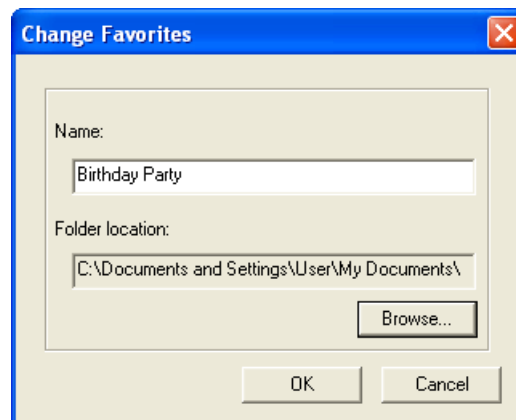 Change Favorites
Name:
Birthday Party
Folder location:
C:\Documents and Settings\User\My Documents\
Browse...
OK
Cancel